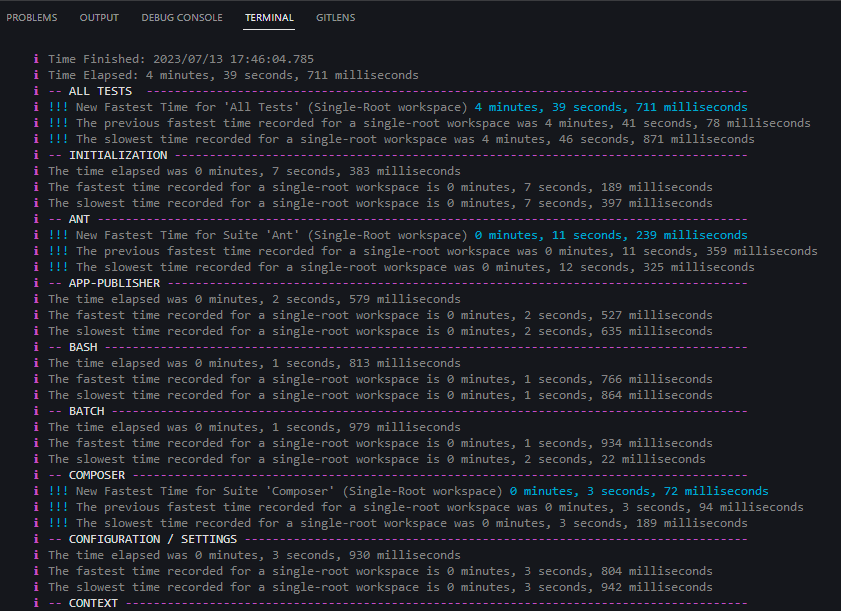 PROBLEMS OUTPUT DEBUG CONSOLE TERMINAL GITLENS
i Time Finished: 2023/07/13 17:46:04.785
i Time Elapsed: 4 minutes, 39 seconds, 711 milliseconds
i -- ALL TESTS --------------------------------------------------------------------------------------
i !!! New Fastest Time for 'All Tests' (Single-Root workspace) 4 minutes, 39 seconds, 711 milliseconds
i !!! The previous fastest time recorded for a single-root workspace was 4 minutes, 41 seconds, 78 milliseconds
i !!! The slowest time recorded for a single-root workspace was 4 minutes, 46 seconds, 871 milliseconds
i -- INITIALIZATION ----------------------------------------------------------------------------------
i The time elapsed was 0 minutes, 7 seconds, 383 milliseconds
i The fastest time recorded for a single-root workspace is 0 minutes, 7 seconds, 189 milliseconds
i The slowest time recorded for a single-root workspace is 0 minutes, 7 seconds, 397 milliseconds
i -- ANT ---------------------------------------------------------------------------------------------
i !!! New Fastest Time for Suite 'Ant' (Single-Root workspace) 0 minutes, 11 seconds, 239 milliseconds
i !!! The previous fastest time recorded for a single-root workspace was 0 minutes, 11 seconds, 359 milliseconds
i !!! The slowest time recorded for a single-root workspace was 0 minutes, 12 seconds, 325 milliseconds
i -- APP-PUBLISHER -----------------------------------------------------------------------------------
i The time elapsed was 0 minutes, 2 seconds, 579 milliseconds
i The fastest time recorded for a single-root workspace is 0 minutes, 2 seconds, 527 milliseconds
i The slowest time recorded for a single-root workspace is 0 minutes, 2 seconds, 635 milliseconds
i -- BASH --------------------------------------------------------------------------------------------
i The time elapsed was 0 minutes, 1 seconds, 813 milliseconds
i The fastest time recorded for a single-root workspace is 0 minutes, 1 seconds, 766 milliseconds
i The slowest time recorded for a single-root workspace is 0 minutes, 1 seconds, 864 milliseconds
i -- BATCH -------------------------------------------------------------------------------------------
i The time elapsed was 0 minutes, 1 seconds, 979 milliseconds
i The fastest time recorded for a single-root workspace is 0 minutes, 1 seconds, 934 milliseconds
i The slowest time recorded for a single-root workspace is 0 minutes, 2 seconds, 22 milliseconds
i -- COMPOSER ----------------------------------------------------------------------------------------
i !!! New Fastest Time for Suite 'Composer' (Single-Root workspace) 0 minutes, 3 seconds, 72 milliseconds
i !!! The previous fastest time recorded for a single-root workspace was 0 minutes, 3 seconds, 94 milliseconds
i !!! The slowest time recorded for a single-root workspace was 0 minutes, 3 seconds, 189 milliseconds
i -- CONFIGURATION / SETTINGS ------------------------------------------------------------------------
i The time elapsed was 0 minutes, 3 seconds, 930 milliseconds
i The fastest time recorded for a single-root workspace is 0 minutes, 3 seconds, 804 milliseconds
i The slowest time recorded for a single-root workspace is 0 minutes, 3 seconds, 942 milliseconds
i -- CONTEXT -----------------------------------------------------------------------------------------